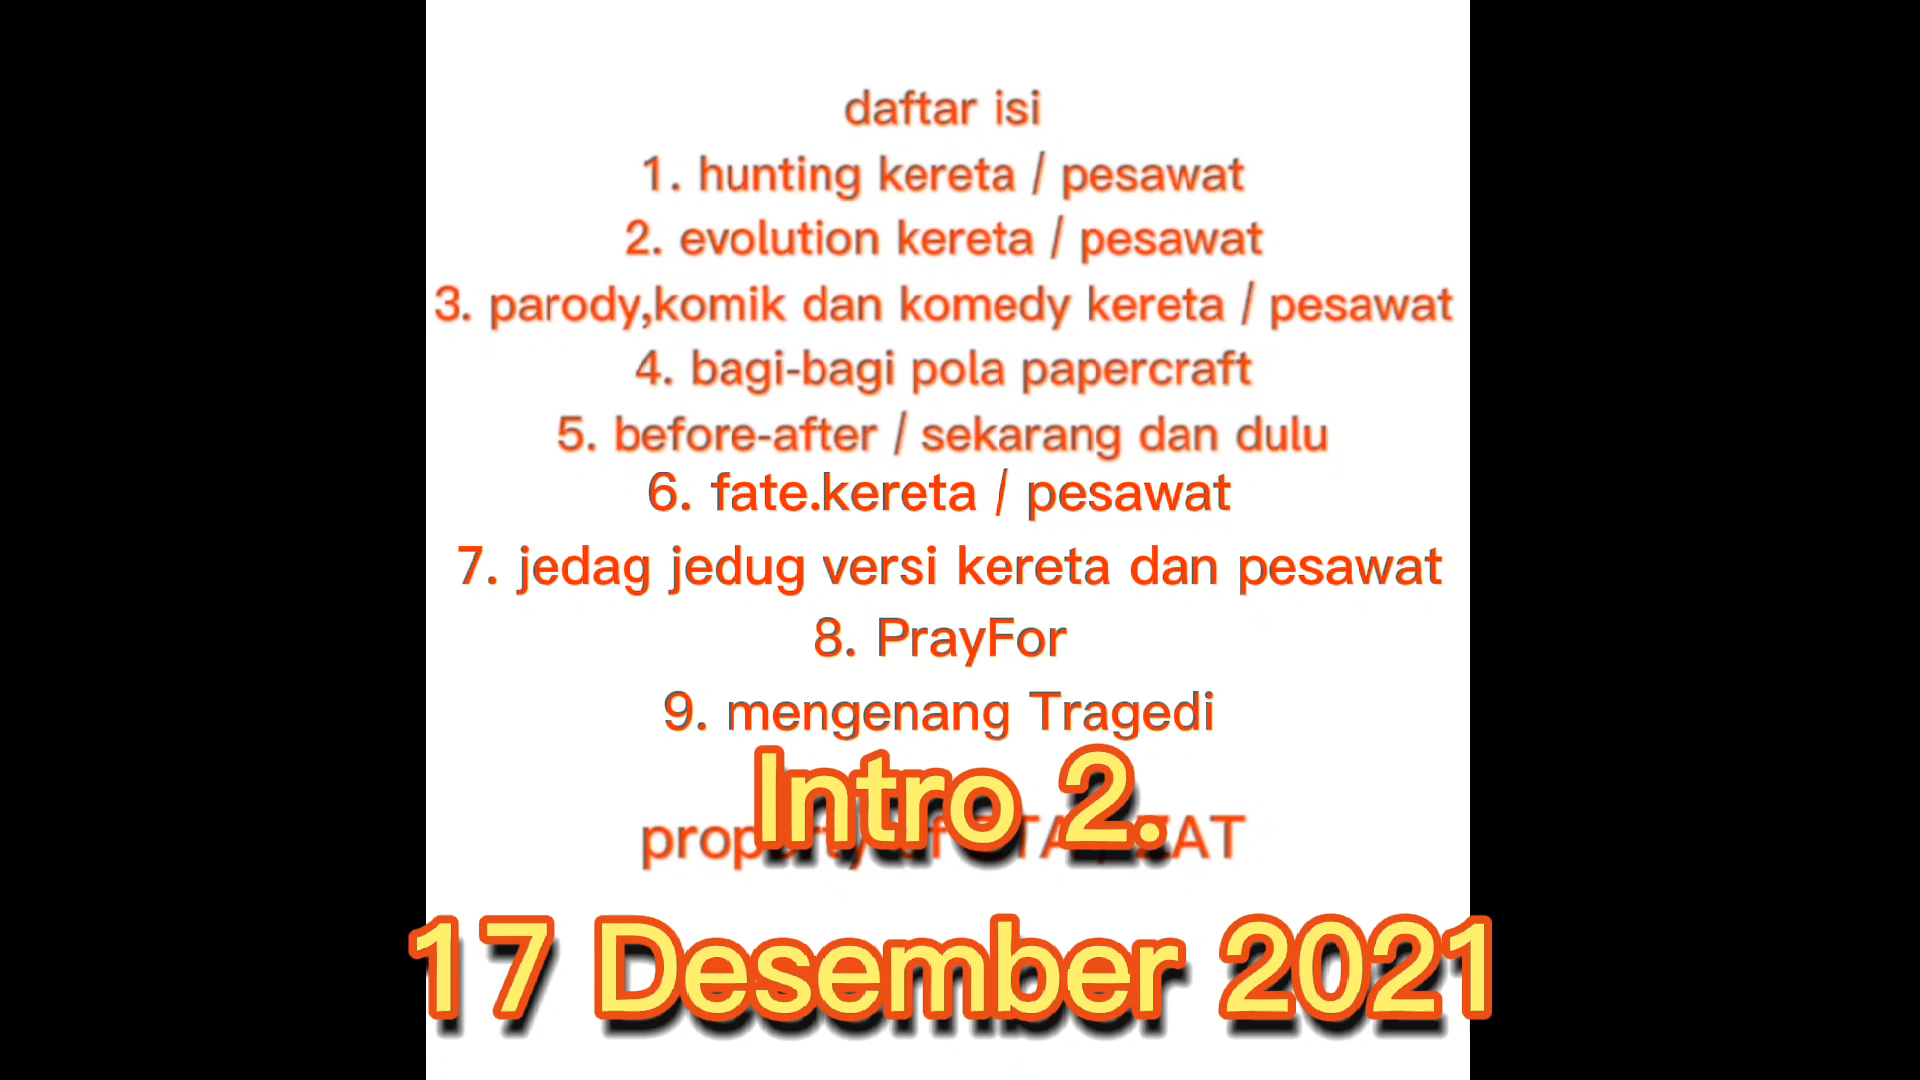 daftar isi
1. hunting kereta / pesawat
2. evolution kereta / pesawat
3. parody,komik dan komedy kereta / pesawat
4. bagi-bagi pola papercraft
5. before-after / sekarang dan dulu
6. fate.kereta / pesawat
7. jedag jedug versi kereta dan pesawat
8. PrayFor
9. mengenang Tragedi
Intro 2.
property of
17 Desember 2021